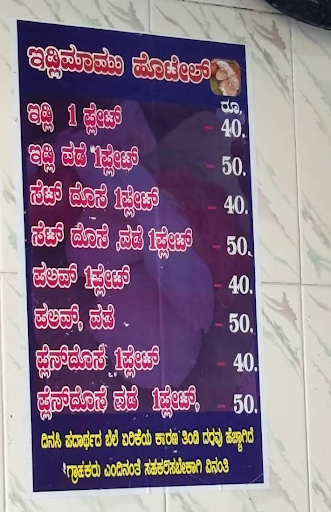 ಇಡ್ಲಿಮಾಮು ಹೊಟೇಲ್
ರೂ,
ಇಡ್ಲಿ 1 ಪ್ಲೇಟ್ - 40.
ಇಡ್ಲಿ ವಡೆ 1ಪ್ಲೇಟ್ - 50.
ಸೆಟ್ ದೋಸೆ 1ಪ್ಲೇಟ್ - 40.
ಸೆಟ್ ದೋಸೆ ,ವಡೆ 1ಪ್ಲೇಟ್ - 50.
ಪಲವ್ 1ಪ್ಲೇಟ್ - 40.
ಪಲವ್, ವಡೆ - 50.
ಪ್ಲೆನ್‌ದೋಸೆ 1ಪ್ಲೇಟ್ - 40.
ಪ್ಲೆನ್‌ದೋಸೆ ವಡೆ 1ಪ್ಲೇಟ್, - 50.
ದಿನಸಿ ಪದಾರ್ಥದ ಬೆಲೆ ಏರಿಕೆಯ ಕಾರಣ ತಿಂಡಿ ದರವು ಹೆಚ್ಚಾಗಿದೆ
ಗ್ರಾಹಕರು ಎಂದಿನಂತೆ ಸಹಕರಿಸಬೇಕಾಗಿ ವಿನಂತಿ